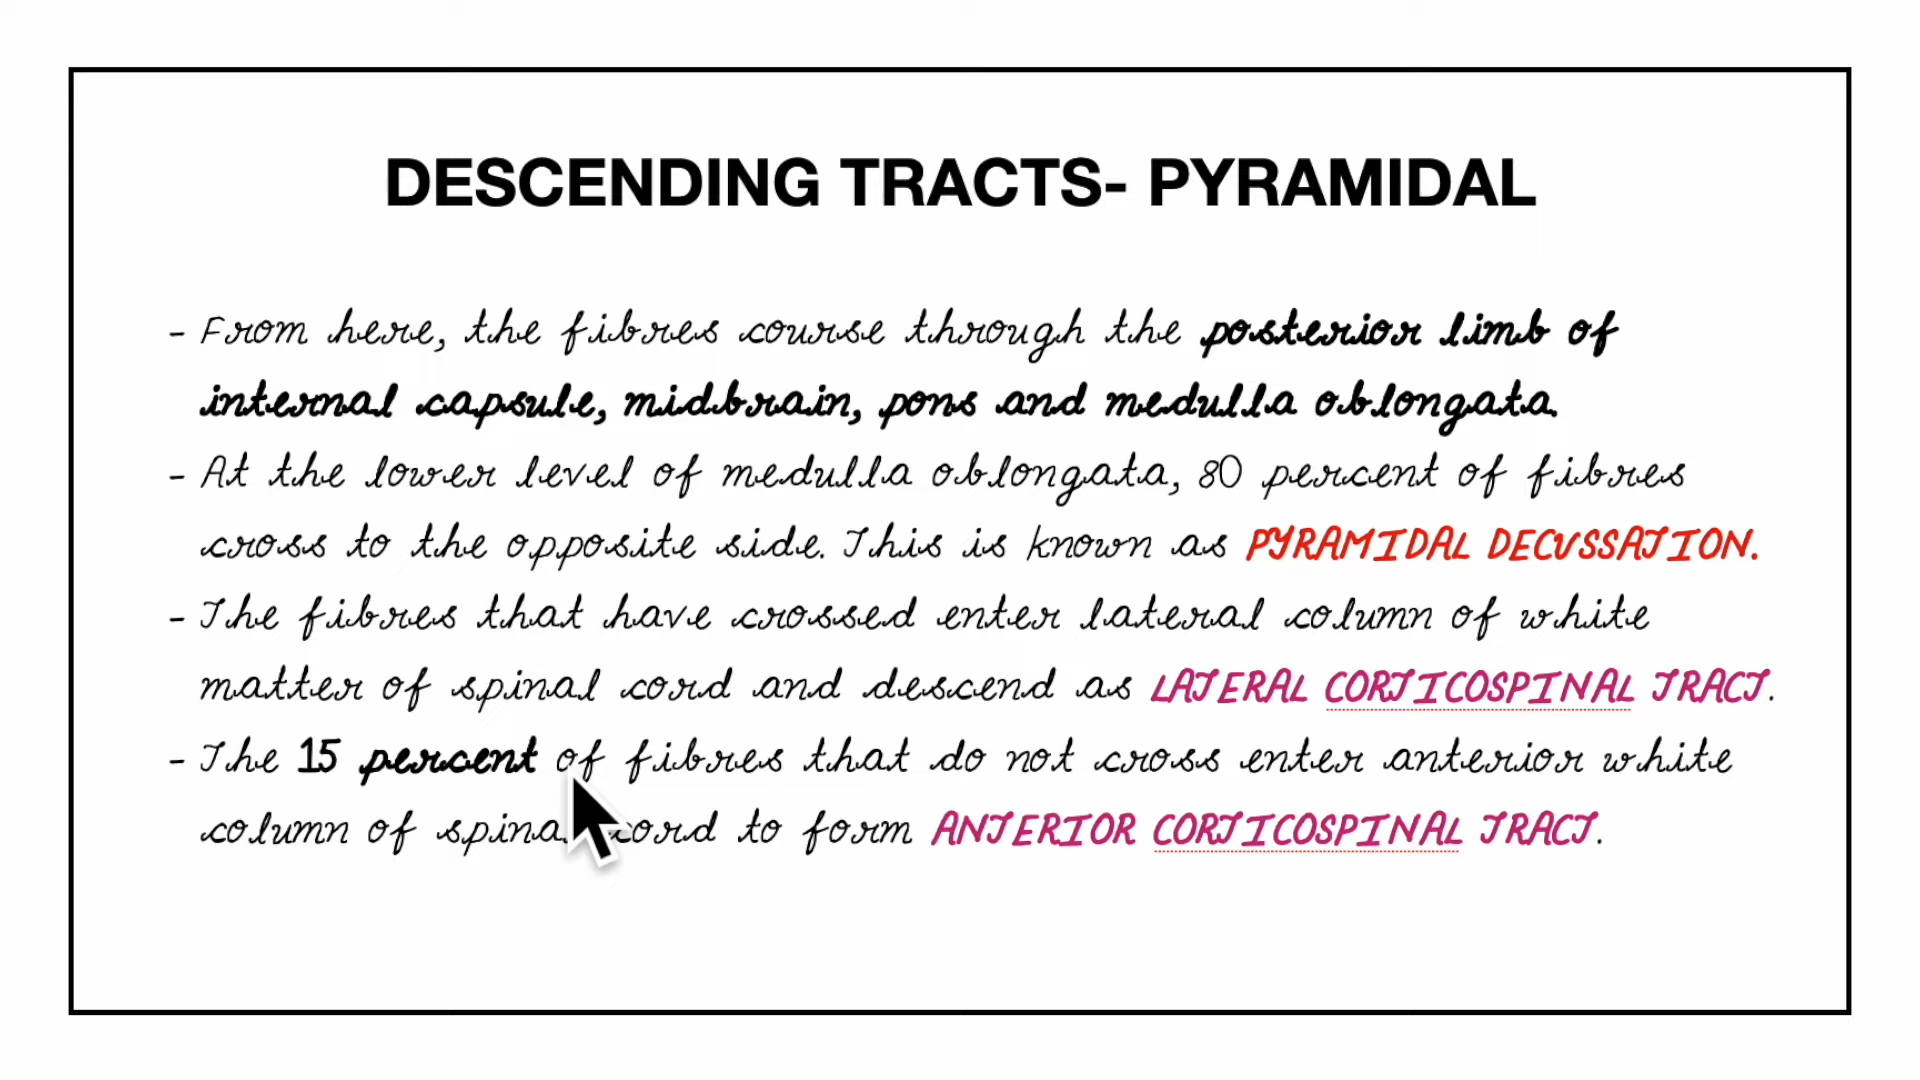 DESCENDING TRACTS- PYRAMIDAL
- From here, the fibres course through the posterior limb of
internal capsule, midbrain, pons and medulla oblongata.
- At the lower level of medulla oblongata, 80 percent of fibres
cross to the opposite side. This is known as PYRAMIDAL DECUSSATION.
- The fibres that have crossed enter lateral column of white
matter of spinal cord and descend as LATERAL CORTICOSPINAL TRACT.
- The 15 percent of fibres that do not cross enter anterior white
column of spinal cord to form ANTERIOR CORTICOSPINAL TRACT.